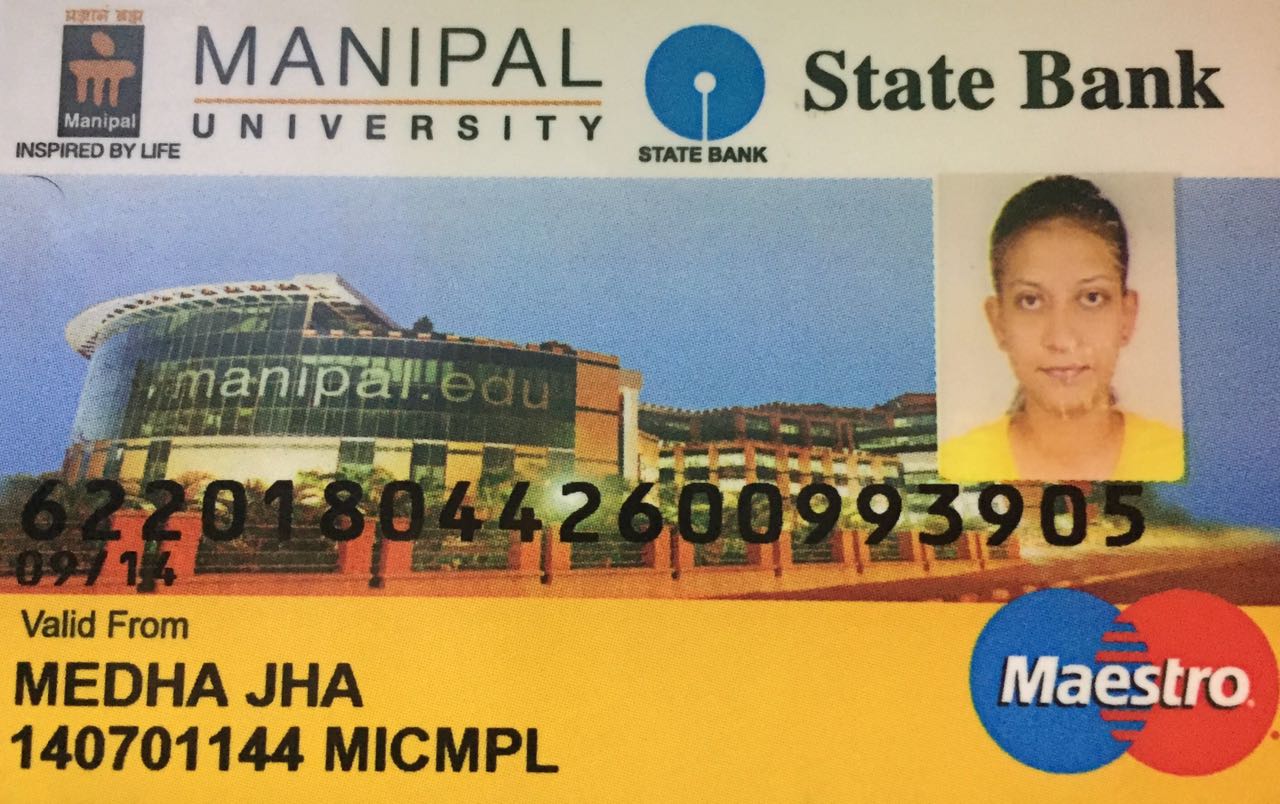 प्रज्ञानं ब्रह्म
Manipal
INSPIRED BY LIFE
MANIPAL
UNIVERSITY
STATE BANK
State Bank
manipal.edu
6220180442600993905
09/14
Valid From
MEDHA JHA
140701144 MICMPL
Maestro